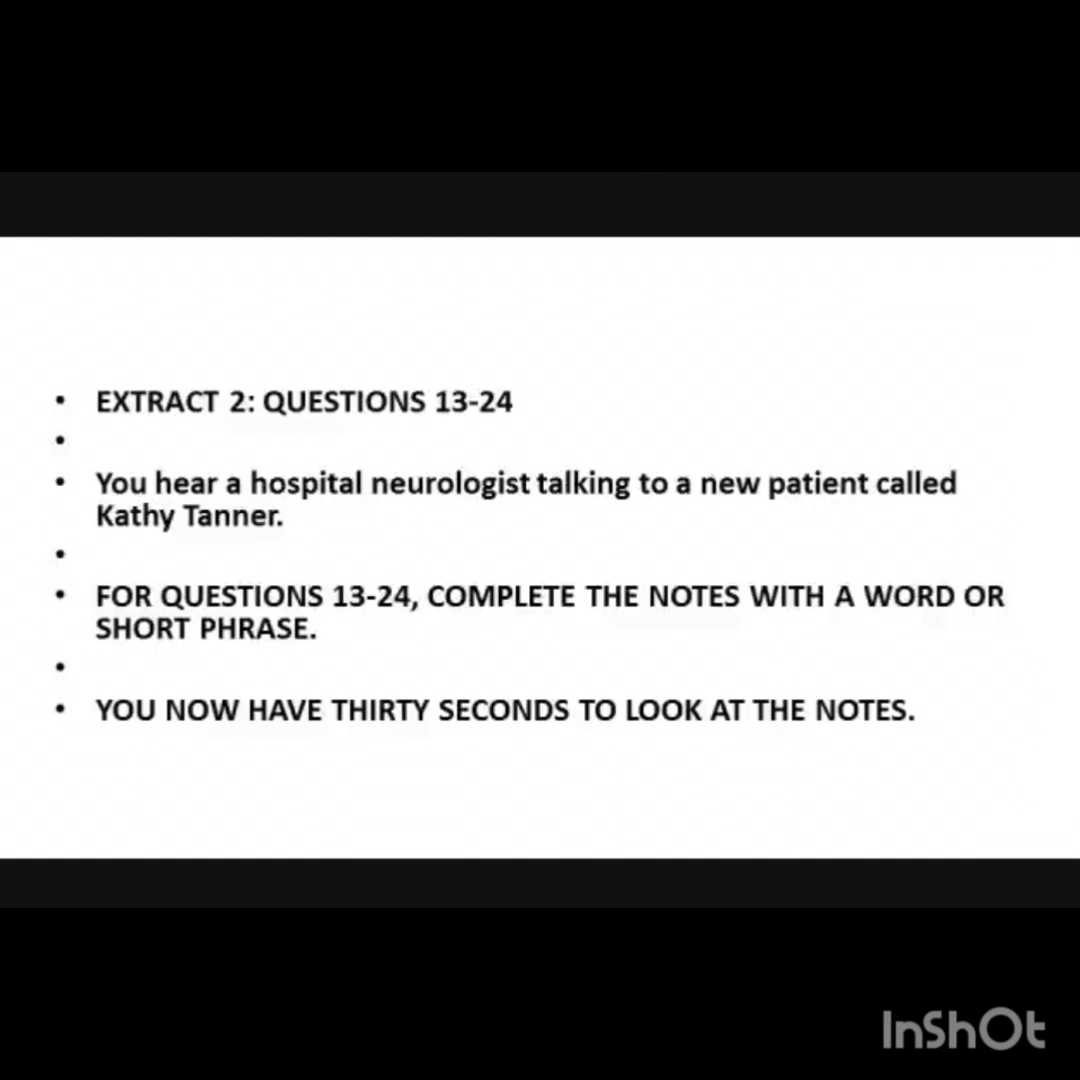 • EXTRACT 2: QUESTIONS 13-24
•
• You hear a hospital neurologist talking to a new patient called
Kathy Tanner.
•
• FOR QUESTIONS 13-24, COMPLETE THE NOTES WITH A WORD OR
SHORT PHRASE.
•
• YOU NOW HAVE THIRTY SECONDS TO LOOK AT THE NOTES.
InShOt